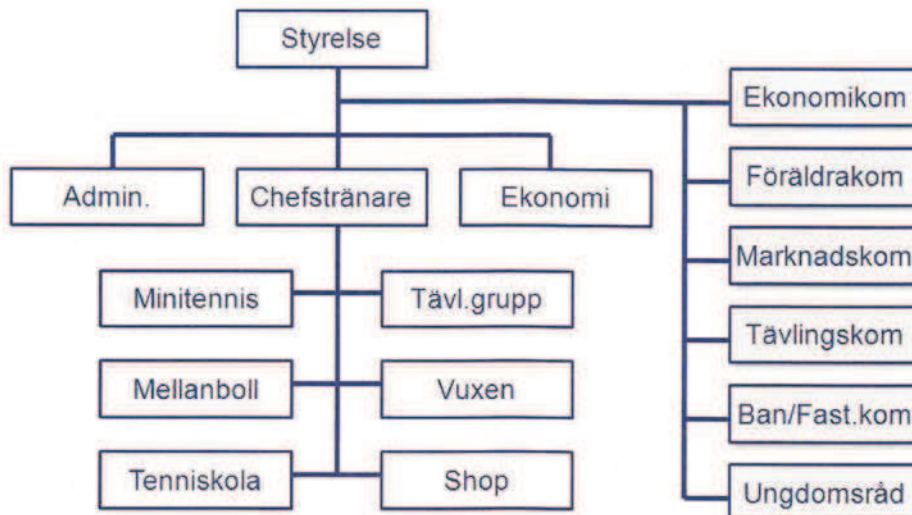 Styrelse
Ekonomikom
Admin.
Chefstränare
Ekonomi
Föräldrakom
Marknadskom
Minitennis
Tävl.grupp
Tävlingskom
Mellanboll
Vuxen
Ban/Fast.kom
Tenniskola
Shop
Ungdomsråd